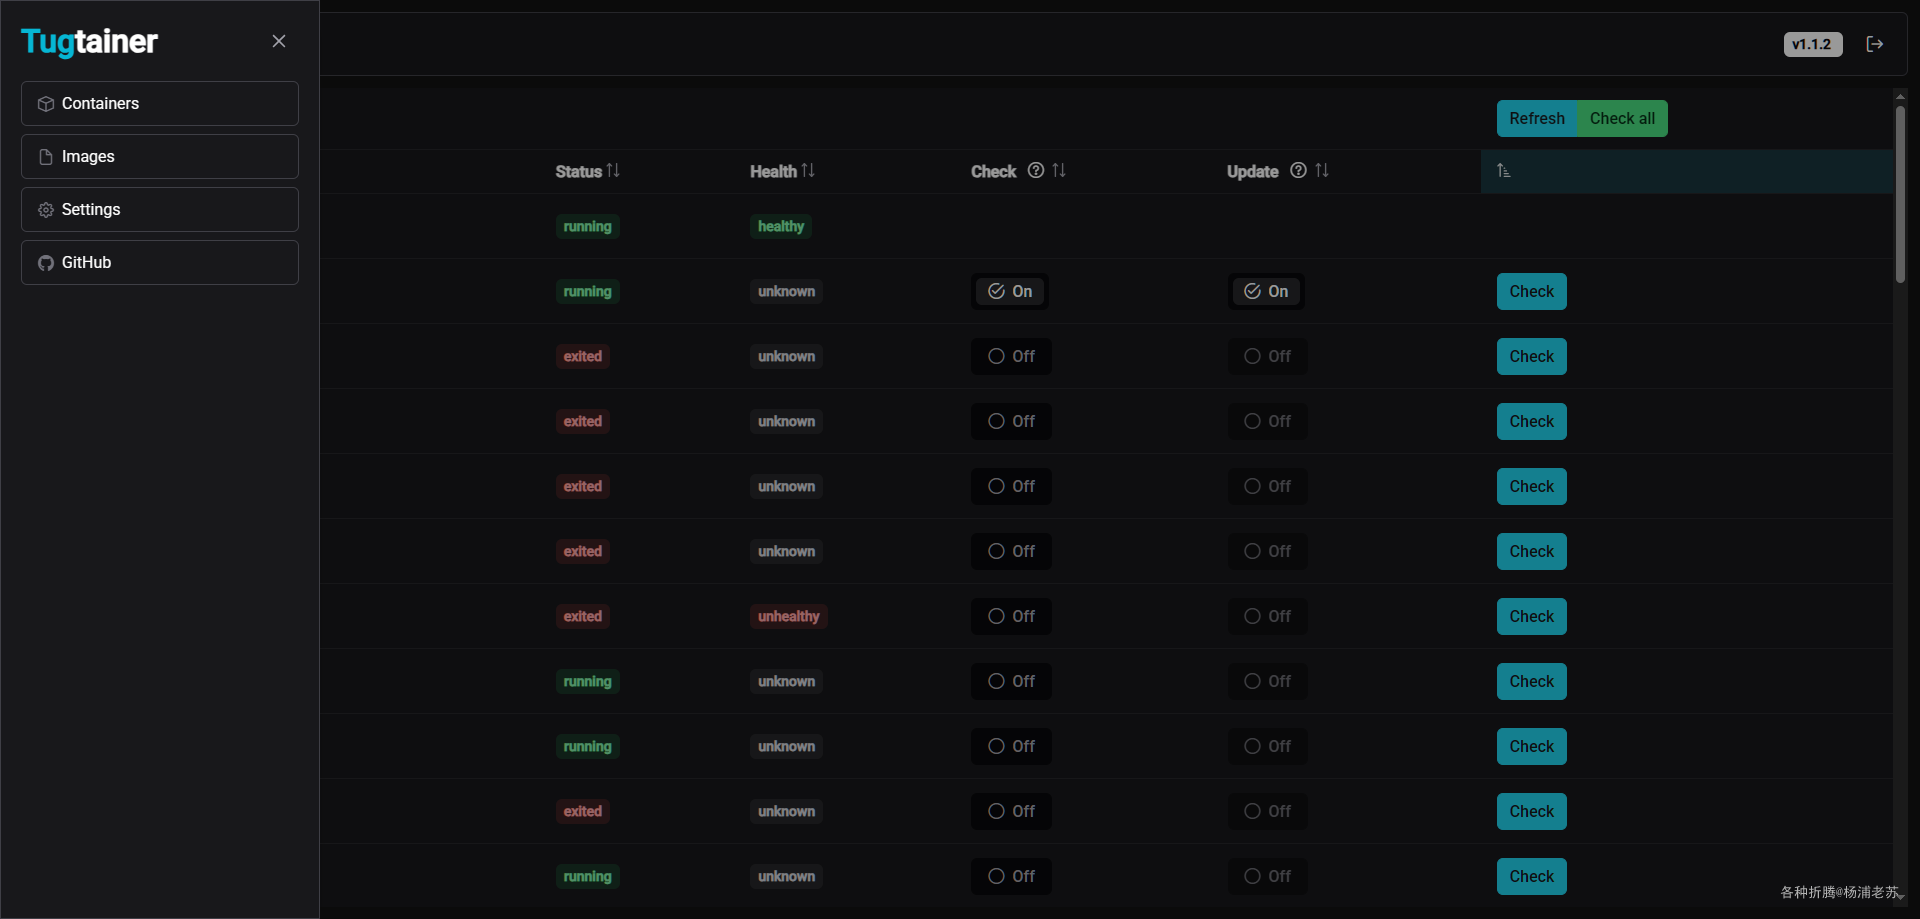 Tugtainer
v1.1.2
Containers
Images
Settings
GitHub
Refresh Check all
Status Health Check Update
running healthy
running unknown On On Check
exited unknown Off Off Check
exited unknown Off Off Check
exited unknown Off Off Check
exited unknown Off Off Check
exited unhealthy Off Off Check
running unknown Off Off Check
running unknown Off Off Check
exited unknown Off Off Check
running unknown Off Off Check
各种折腾@杨浦老苏